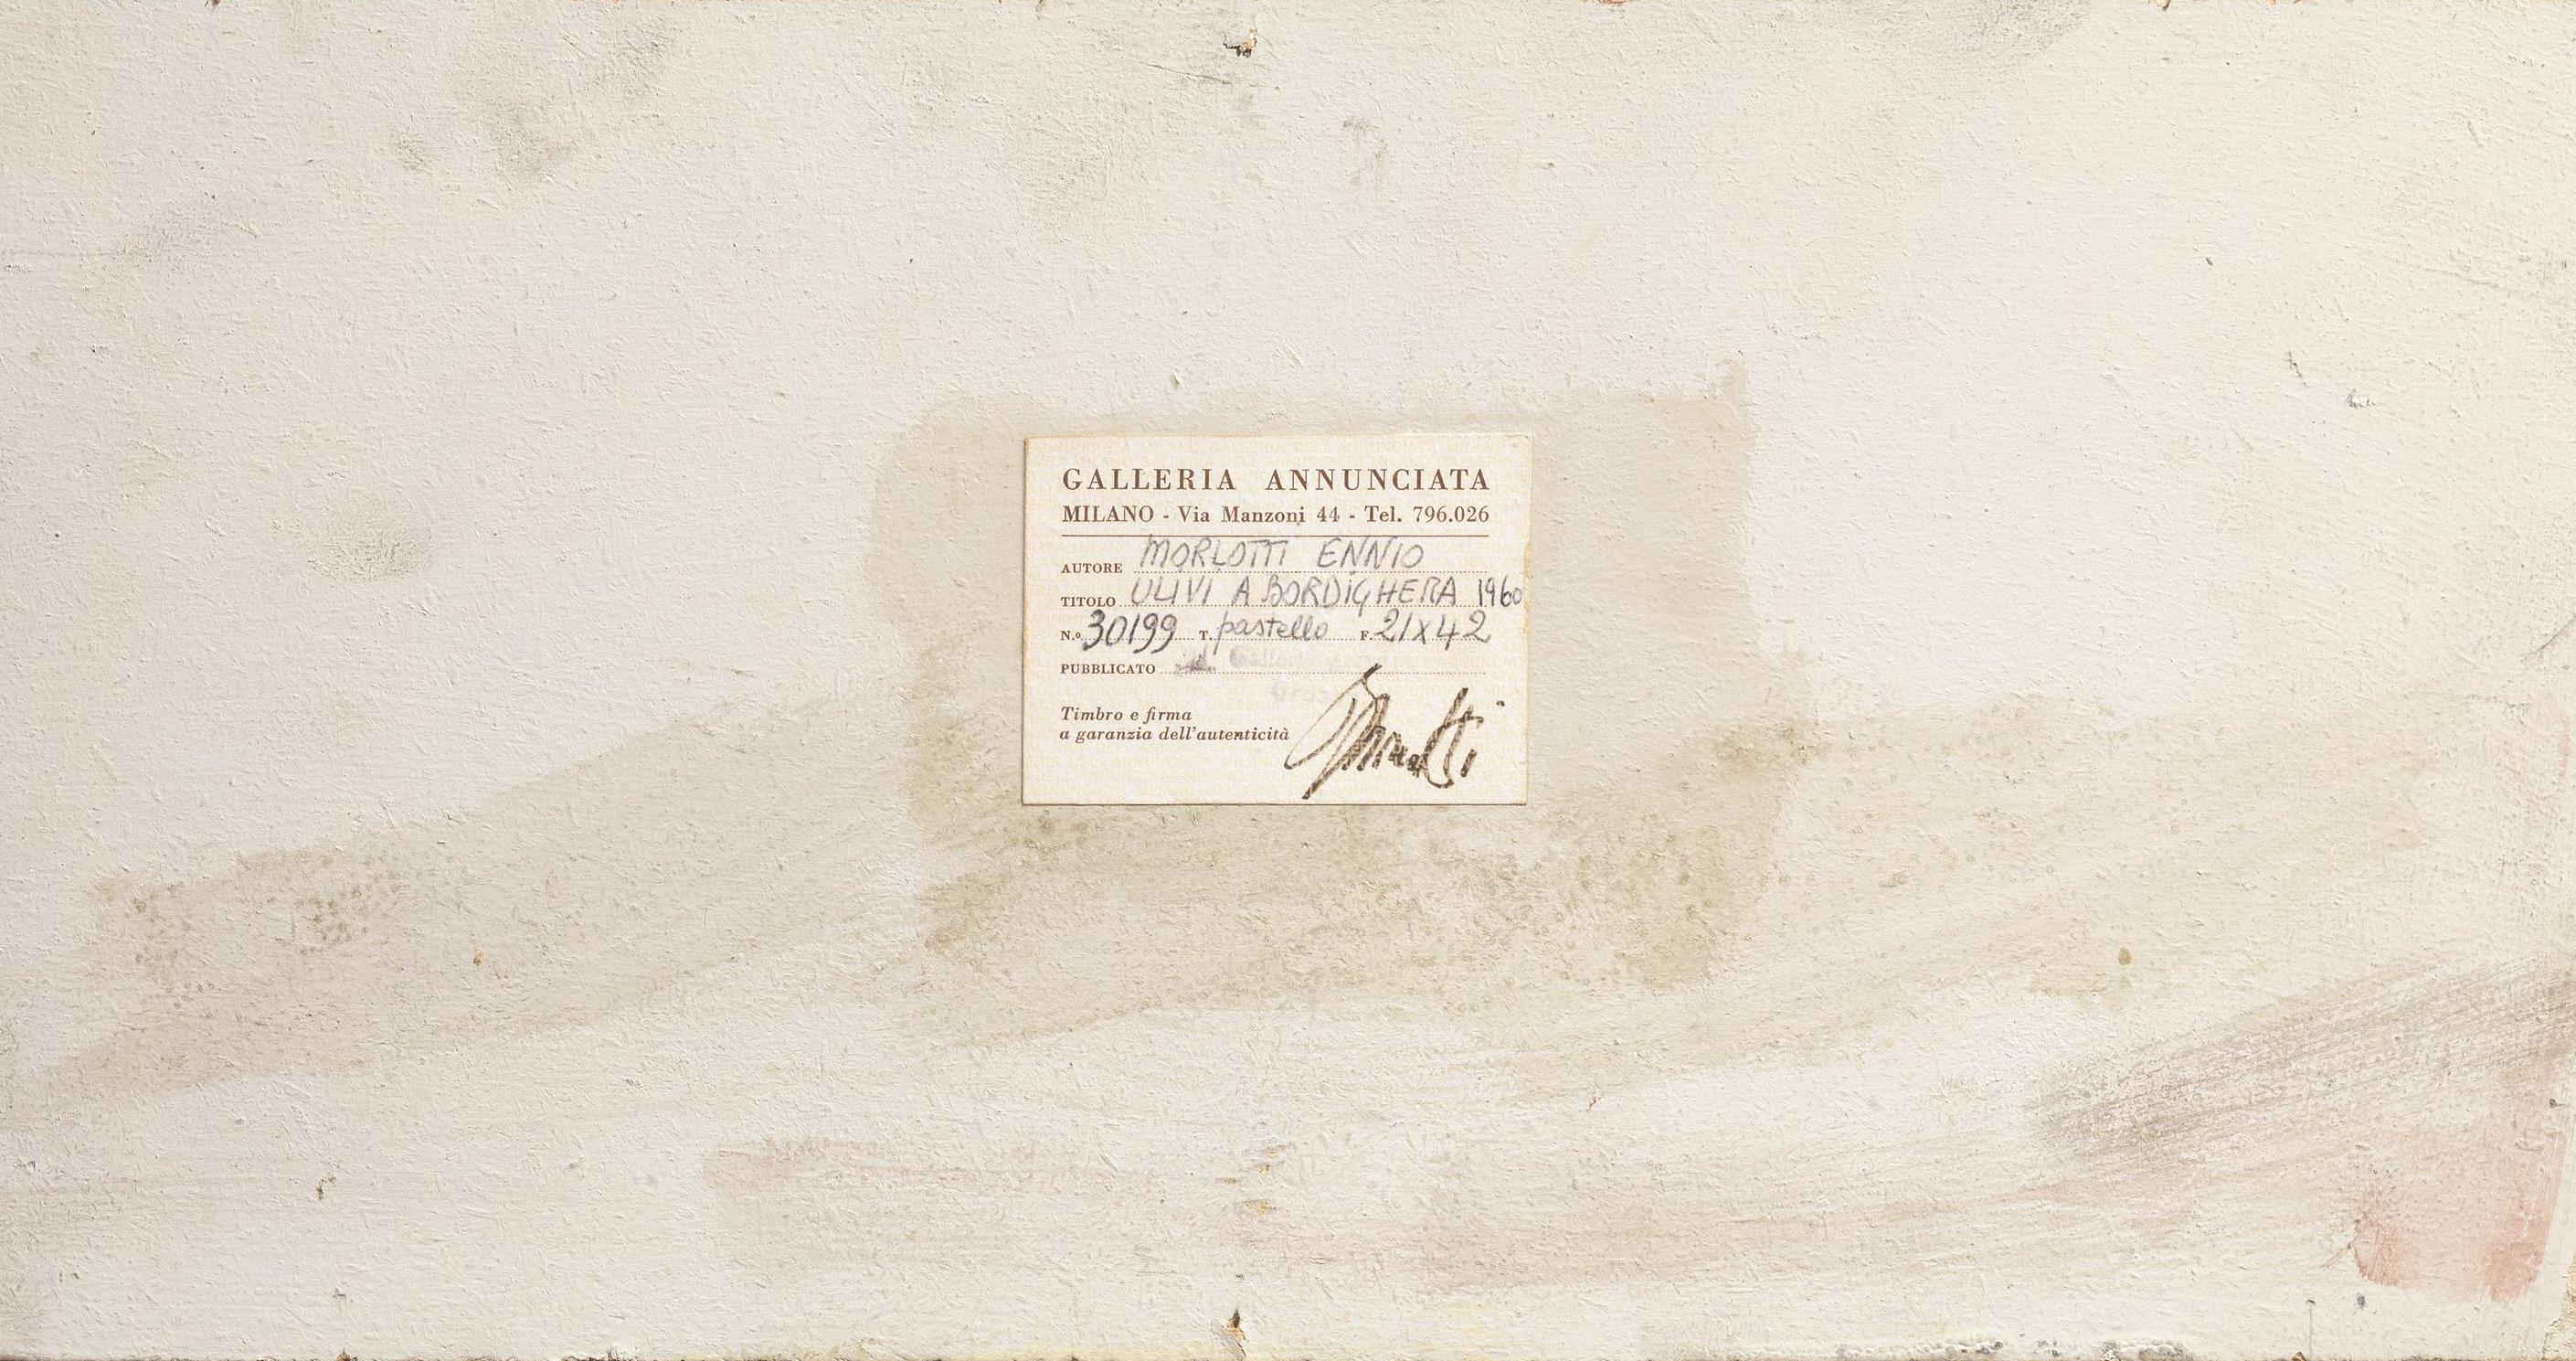 GALLERIA ANNUNCIATA
MILANO - Via Manzoni 44 - Tel. 796.026
AUTORE MORLOTTI ENNIO
TITOLO ULIVI A BORDIGHERA 1960
N.º 30199 T. pastello F. 21x42
PUBBLICATO
Timbro e firma
a garanzia dell'autenticità